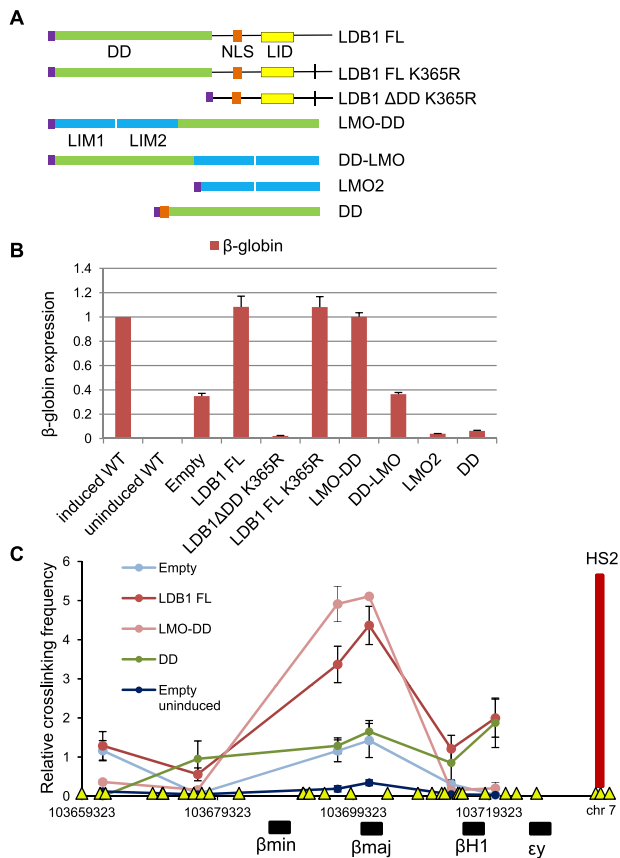 A
LDB1 FL
DD NLS LID
LDB1 FL K365R
LDB1 ΔDD K365R
LMO-DD
LIM1 LIM2
DD-LMO
LMO2
DD
B
β-globin
β-globin expression
1.4
1.2
1
0.8
0.6
0.4
0.2
0
induced WT
uninduced WT
Empty
LDB1 FL
LDB1ΔDD K365R
LDB1 FL K365R
LMO-DD
DD-LMO
LMO2
DD
C
Relative crosslinking frequency
6
5
4
3
2
1
0
Empty
LDB1 FL
LMO-DD
DD
Empty
uninduced
HS2
103659323 103679323 103699323 103719323 chr 7
βmin βmaj βH1 εy